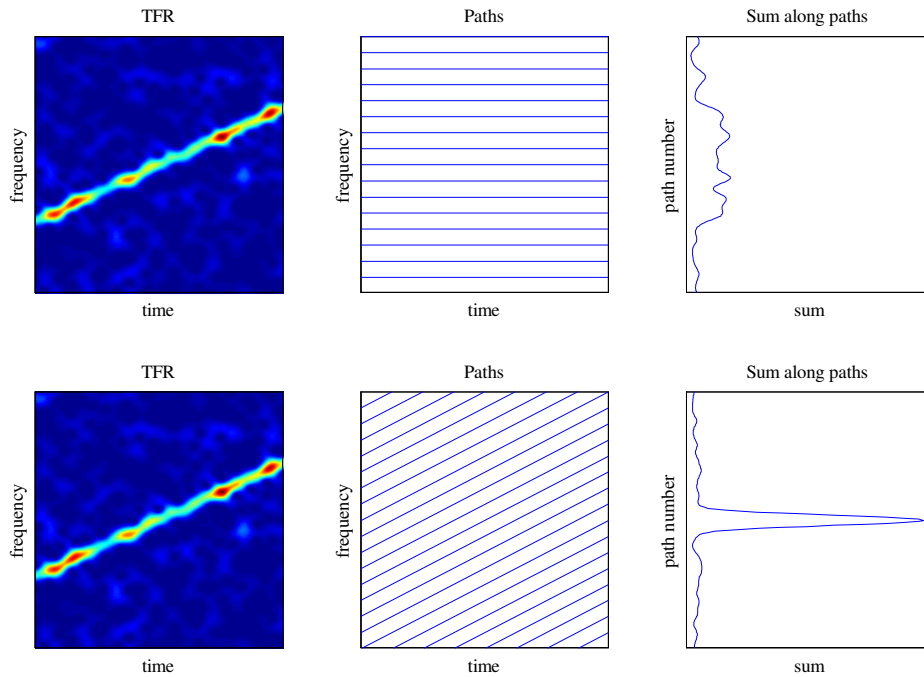 TFR
Paths
Sum along paths
frequency
frequency
path number
time
time
sum
TFR
Paths
Sum along paths
frequency
frequency
path number
time
time
sum